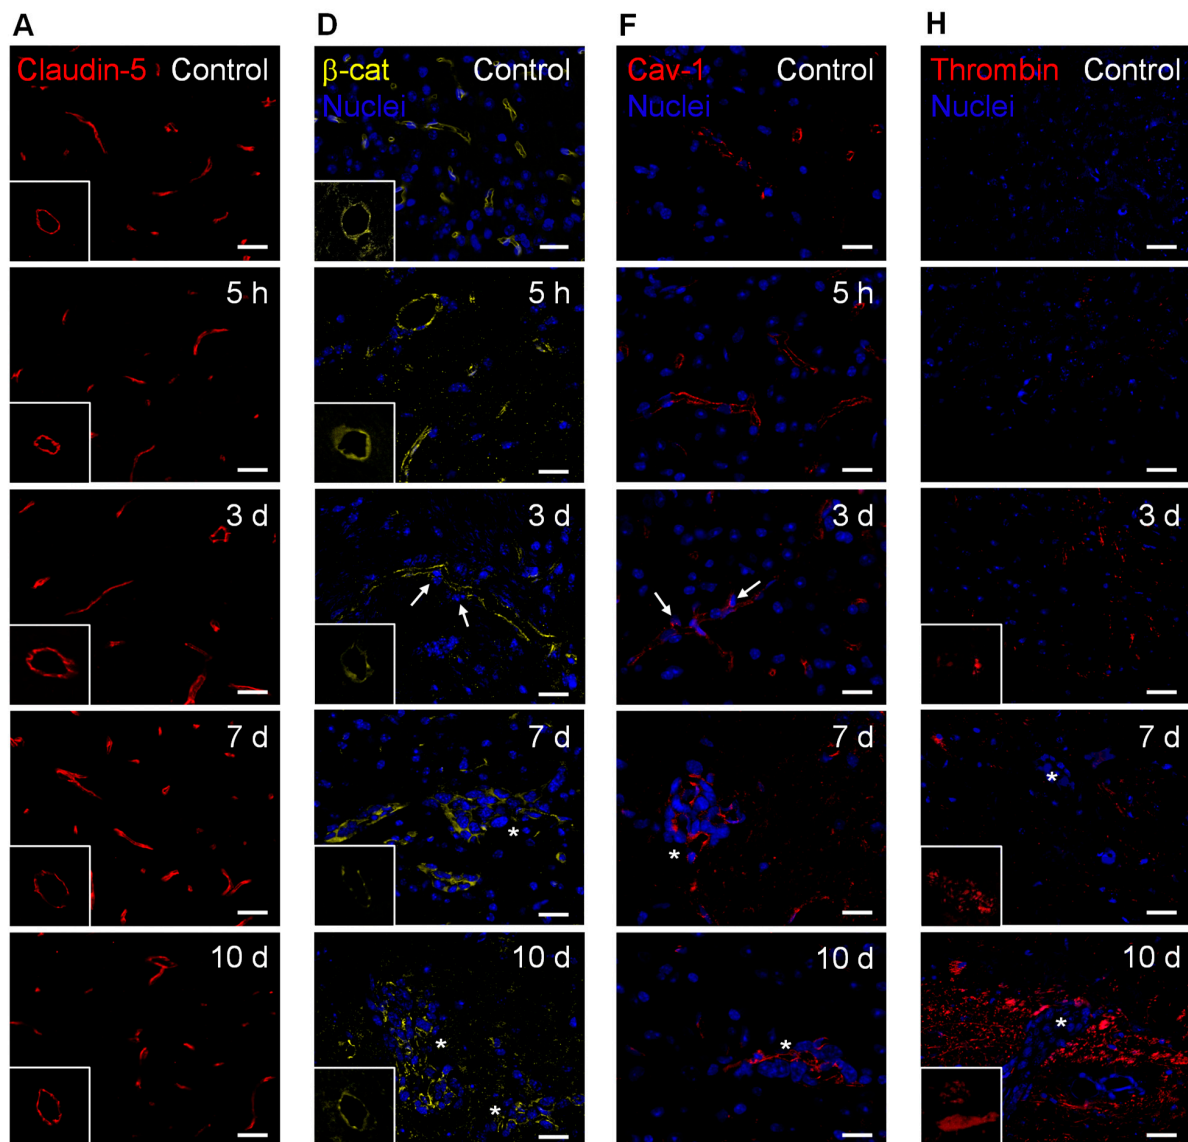 A D F H
Claudin-5 Control β-cat Control Cav-1 Control Thrombin Control
Nuclei Nuclei Nuclei
5 h 5 h 5 h 5 h
3 d 3 d 3 d 3 d
7 d 7 d 7 d 7 d
* * *
10 d 10 d 10 d 10 d
* * * *